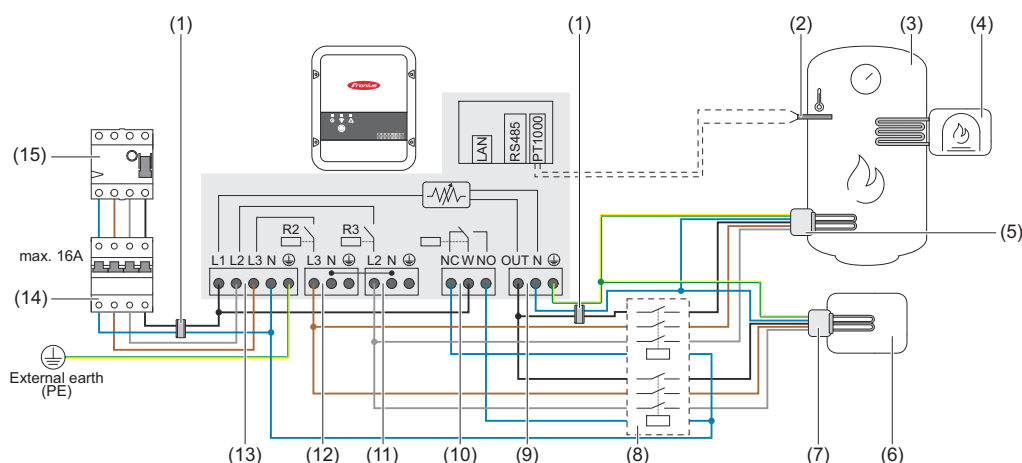 (1) (1) (2) (3) (4)
Fronius
LAN
RS485
PT1000
(15)
R2 R3
(5)
max. 16A
L1 L2 L3 N L3 N L2 N NC W NO OUT N
(14)
(1)
External earth
(PE)
(13) (12) (11) (10) (9) (8) (7) (6)